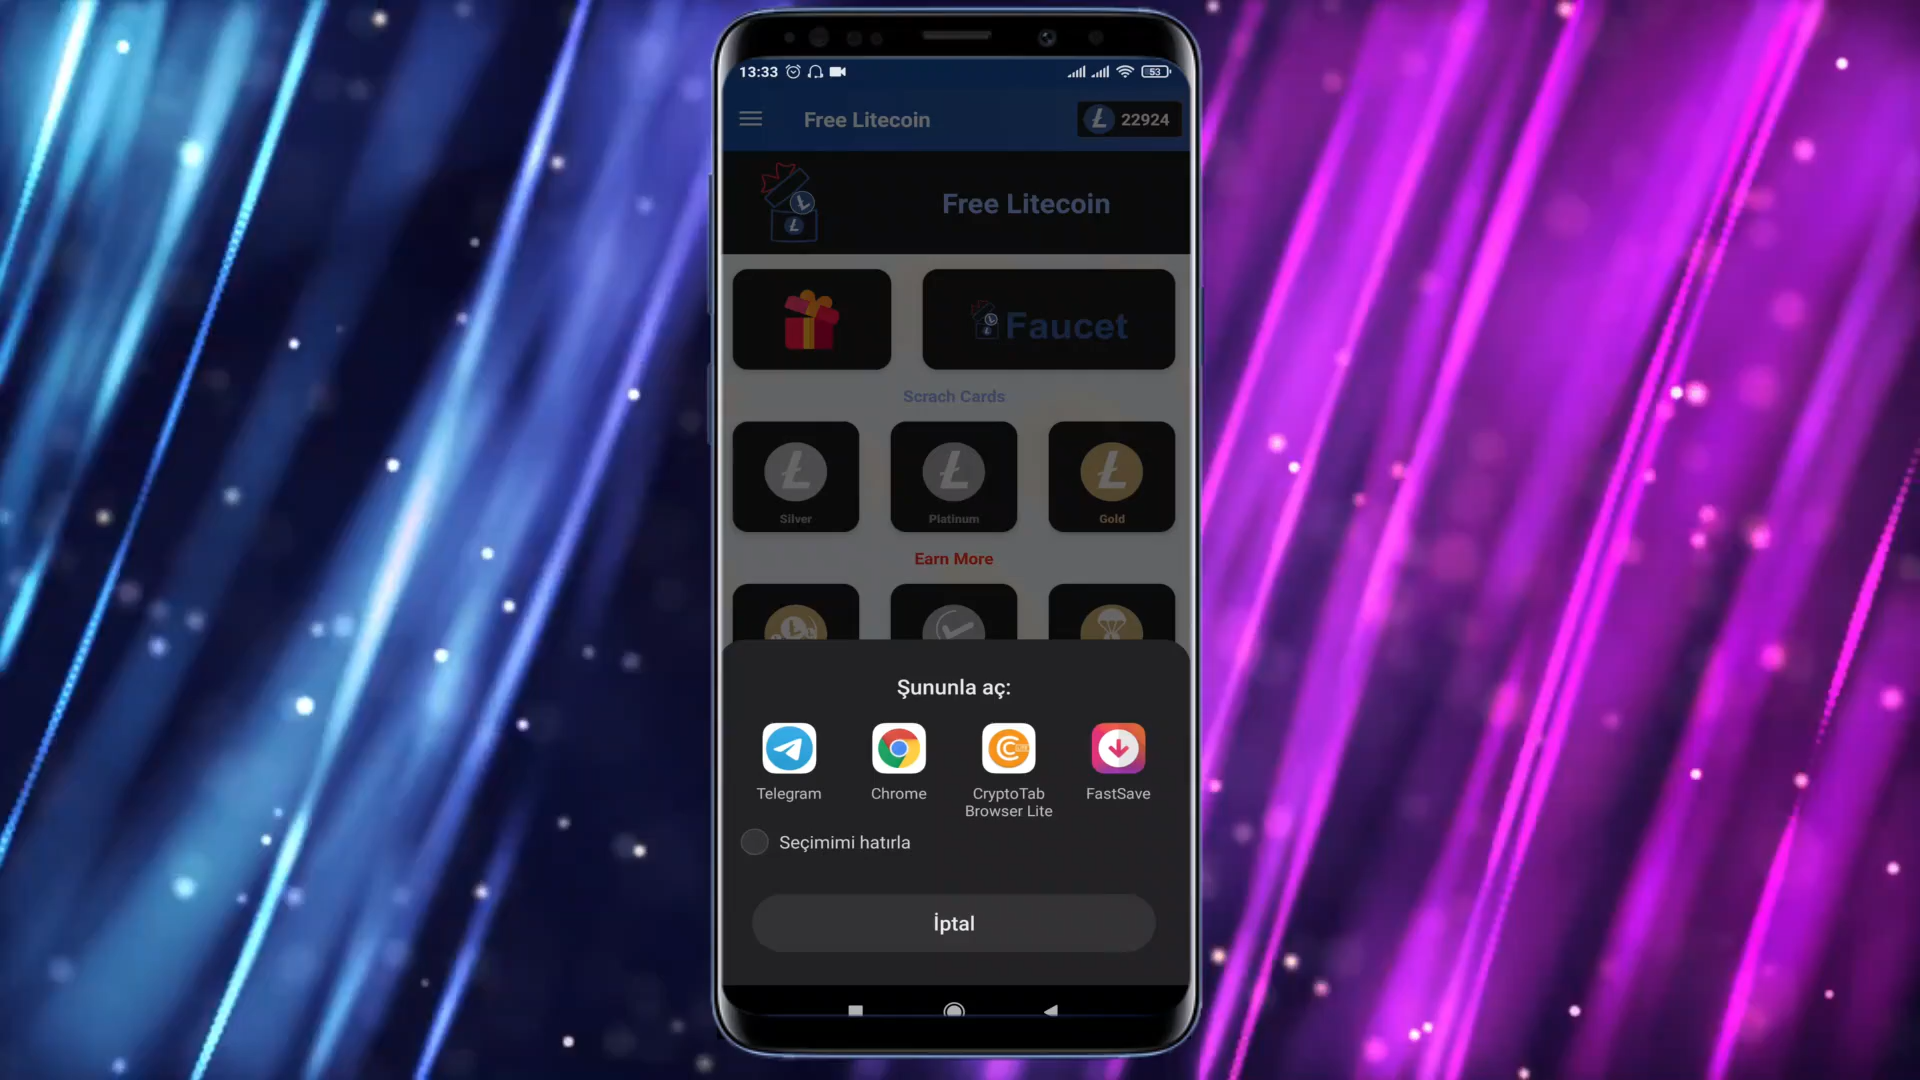 13:33
53
Free Litecoin
22924
Free Litecoin
Faucet
Scrach Cards
Silver
Platinum
Gold
Earn More
Şununla aç:
Telegram
Chrome
CryptoTab
Browser Lite
FastSave
Seçimimi hatırla
İptal